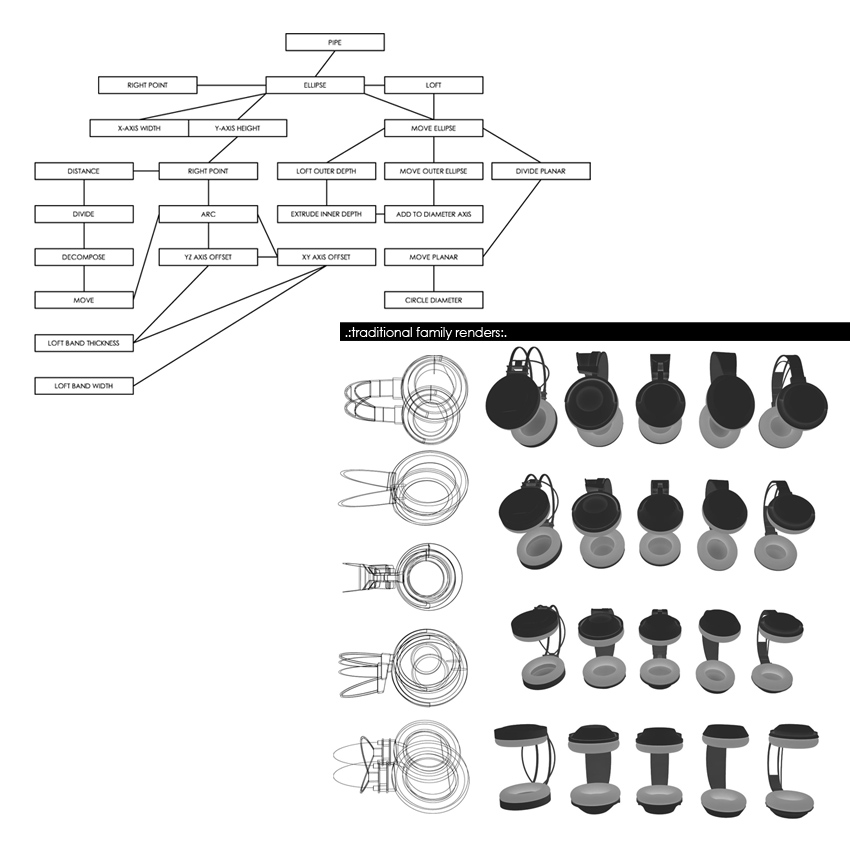 PIPE
RIGHT POINT
ELLIPSE
LOFT
X-AXIS WIDTH
Y-AXIS HEIGHT
MOVE ELLIPSE
DISTANCE
RIGHT POINT
LOFT OUTER DEPTH
MOVE OUTER ELLIPSE
DIVIDE PLANAR
DIVIDE
ARC
EXTRUDE INNER DEPTH
ADD TO DIAMETER AXIS
DECOMPOSE
YZ AXIS OFFSET
XY AXIS OFFSET
MOVE PLANAR
MOVE
CIRCLE DIAMETER
.:traditional family renders:.
LOFT BAND THICKNESS
LOFT BAND WIDTH